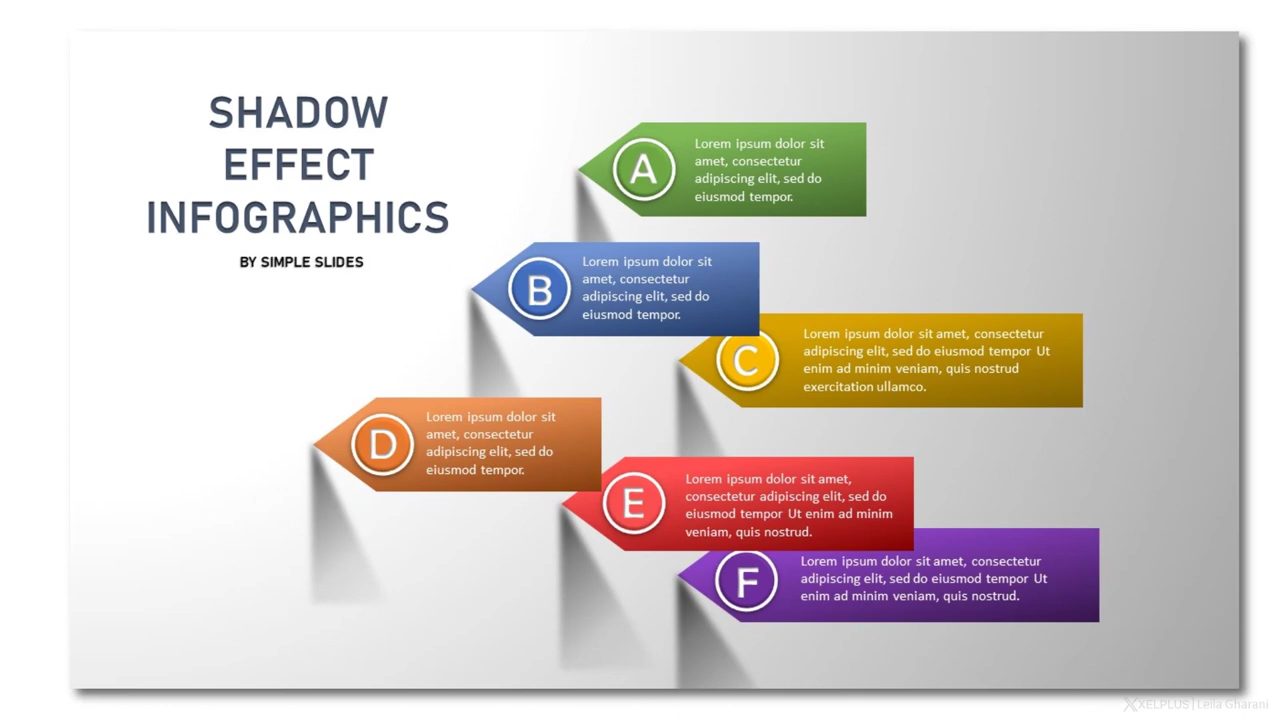 SHADOW
EFFECT
INFOGRAPHICS
BY SIMPLE SLIDES
A
Lorem ipsum dolor sit
amet, consectetur
adipiscing elit, sed do
eiusmod tempor.
B
Lorem ipsum dolor sit
amet, consectetur
adipiscing elit, sed do
eiusmod tempor.
C
Lorem ipsum dolor sit amet, consectetur
adipiscing elit, sed do eiusmod tempor Ut
enim ad minim veniam, quis nostrud
exercitation ullamco.
D
Lorem ipsum dolor sit
amet, consectetur
adipiscing elit, sed do
eiusmod tempor.
E
Lorem ipsum dolor sit amet,
consectetur adipiscing elit, sed do
eiusmod tempor Ut enim ad minim
veniam, quis nostrud.
F
Lorem ipsum dolor sit amet, consectetur
adipiscing elit, sed do eiusmod tempor Ut
enim ad minim veniam, quis nostrud.
XELPLUS | Leila Gharani